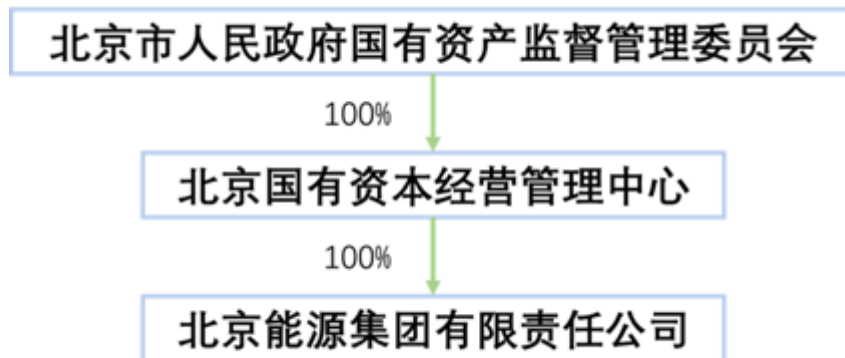 北京市人民政府国有资产监督管理委员会
100%
北京国有资本经营管理中心
100%
北京能源集团有限责任公司